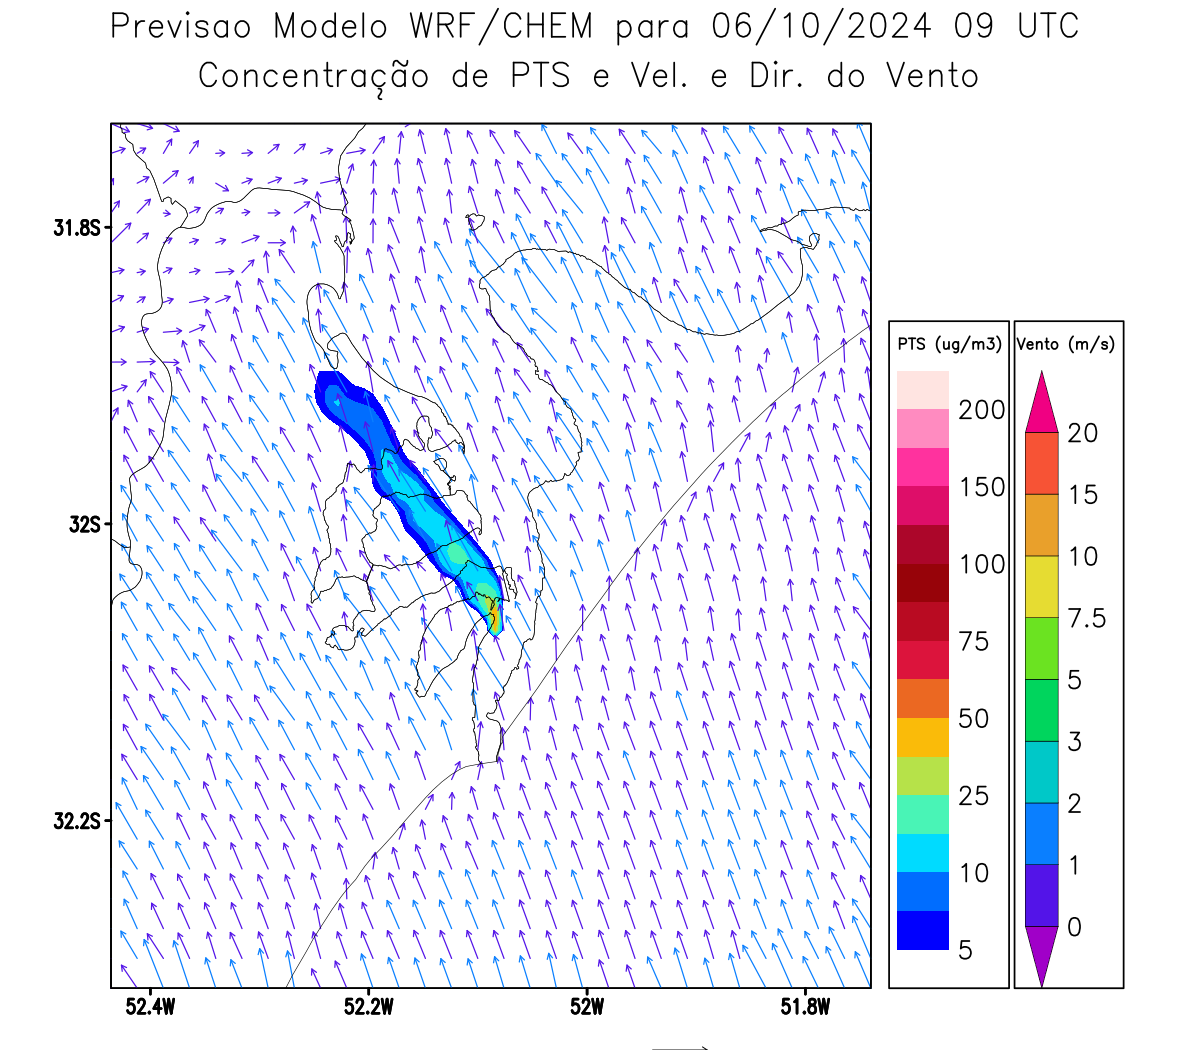 Previsao Modelo WRF/CHEM para 06/10/2024 09 UTC
Concentração de PTS e Vel. e Dir. do Vento
31.8S
32S
32.2S
52.4W
52.2W
52W
51.8W
PTS (ug/m3)
200
150
100
75
50
25
10
5
Vento (m/s)
20
15
10
7.5
5
3
2
1
0